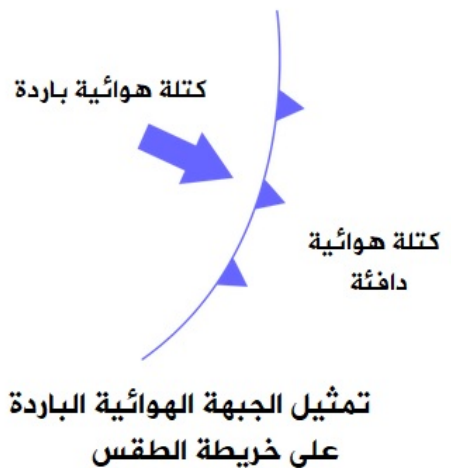 كتلة هوائية باردة
كتلة هوائية
دافئة
تمثيل الجبهة الهوائية الباردة
على خريطة الطقس